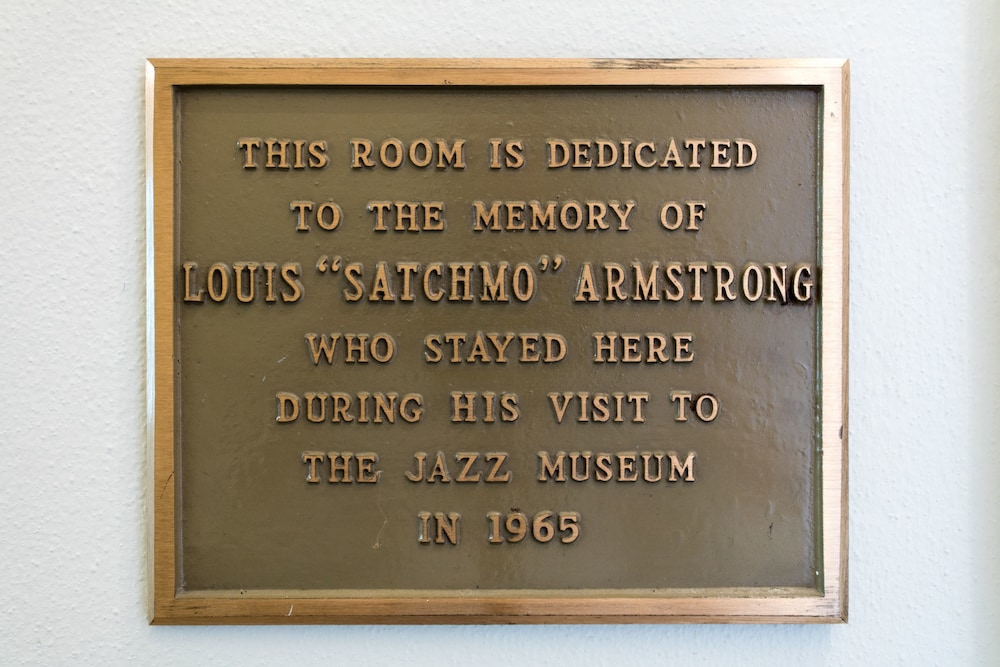 THIS ROOM IS DEDICATED
TO THE MEMORY OF
LOUIS “SATCHMO” ARMSTRONG
WHO STAYED HERE
DURING HIS VISIT TO
THE JAZZ MUSEUM
IN 1965